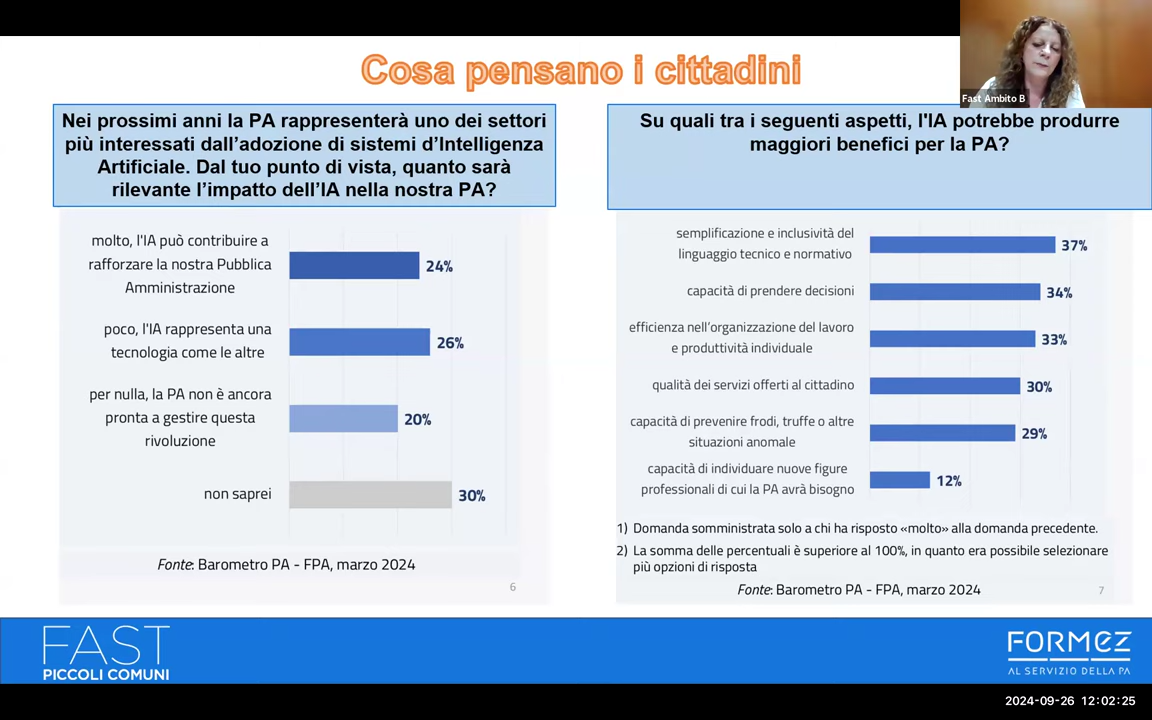 Cosa pensano i cittadini
Fast Ambito B
Nei prossimi anni la PA rappresenterà uno dei settori
più interessati dall'adozione di sistemi d'Intelligenza
Artificiale. Dal tuo punto di vista, quanto sarà
rilevante l'impatto dell'IA nella nostra PA?
molto, l'IA può contribuire a
rafforzare la nostra Pubblica
Amministrazione
24%
poco, l'IA rappresenta una
tecnologia come le altre
26%
per nulla, la PA non è ancora
pronta a gestire questa
rivoluzione
20%
non saprei
30%
Fonte: Barometro PA - FPA, marzo 2024
6
Su quali tra i seguenti aspetti, l'IA potrebbe produrre
maggiori benefici per la PA?
semplificazione e inclusività del
linguaggio tecnico e normativo
37%
capacità di prendere decisioni
34%
efficienza nell'organizzazione del lavoro
e produttività individuale
33%
qualità dei servizi offerti al cittadino
30%
capacità di prevenire frodi, truffe o altre
situazioni anomale
29%
capacità di individuare nuove figure
professionali di cui la PA avrà bisogno
12%
1) Domanda somministrata solo a chi ha risposto «molto» alla domanda precedente.
2) La somma delle percentuali è superiore al 100%, in quanto era possibile selezionare
più opzioni di risposta
Fonte: Barometro PA - FPA, marzo 2024
7
FAST
PICCOLI COMUNI
FORMEZ
AL SERVIZIO DELLA PA
2024-09-26 12:02:25